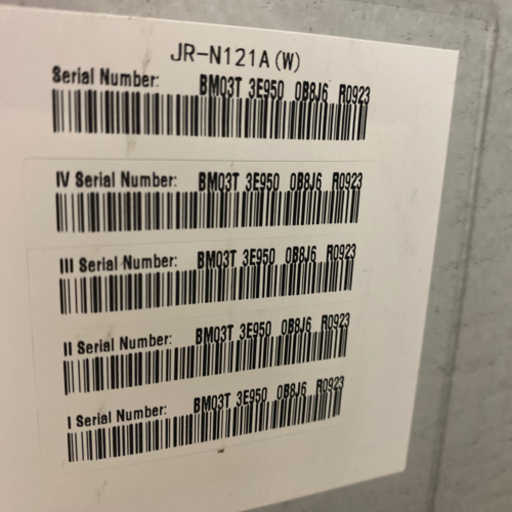 JR-N121A(W)
Serial Number: BM03T 3E950 0B8J6 R0923
IV Serial Number: BM03T 3E950 0B8J6 R0923
III Serial Number: BM03T 3E950 0B8J6 R0923
II Serial Number: BM03T 3E950 0B8J6 R0923
I Serial Number: BM03T 3E950 0B8J6 R0923